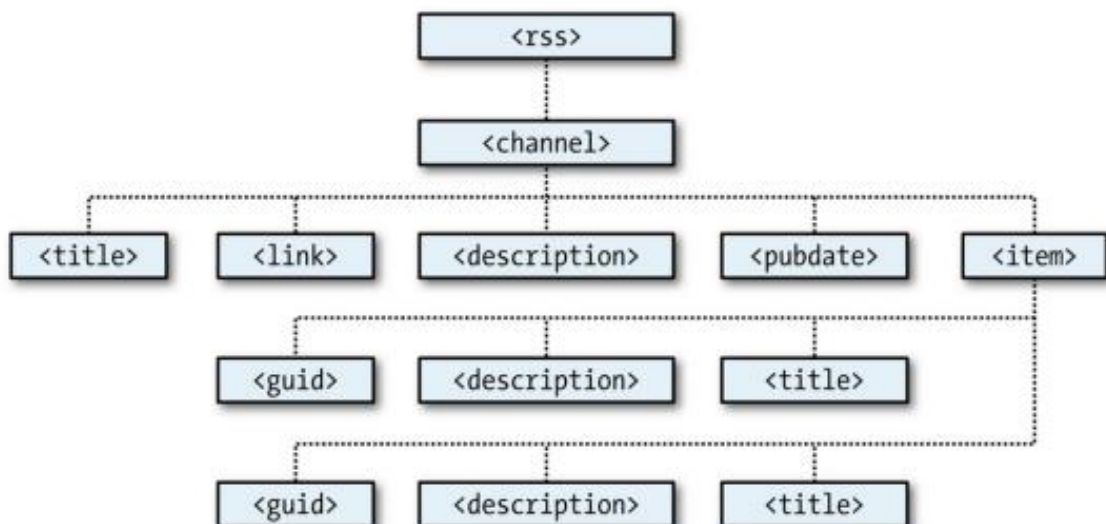 <rss>
<channel>
<title> <link> <description> <pubdate> <item>
<guid> <description> <title>
<guid> <description> <title>